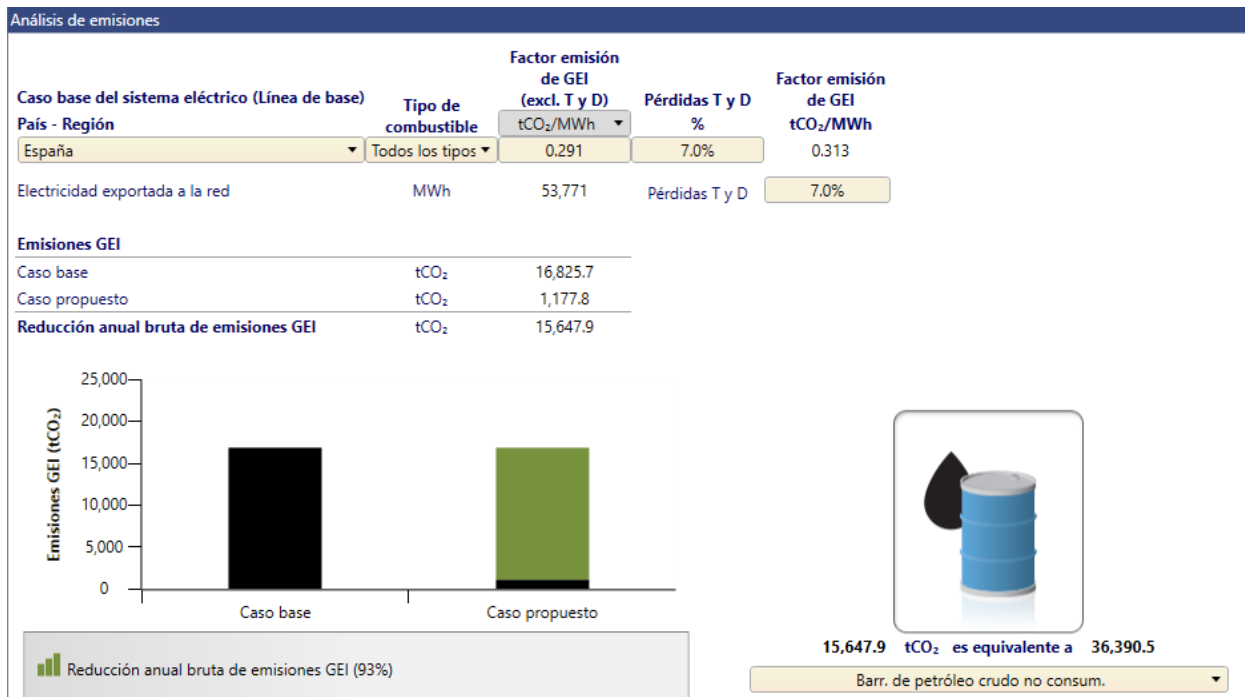 Análisis de emisiones
Factor emisión
de GEI
(excl. T y D)
Factor emisión
de GEI
tCO₂/MWh
Caso base del sistema eléctrico (Línea de base)
País - Región
Tipo de
combustible
tCO₂/MWh
Pérdidas T y D
%
España
Todos los tipos
0.291
7.0%
0.313
Electricidad exportada a la red
MWh
53,771
Pérdidas T y D
7.0%
Emisiones GEI
Caso base
tCO₂
16,825.7
Caso propuesto
tCO₂
1,177.8
Reducción anual bruta de emisiones GEI
tCO₂
15,647.9
Emisiones GEI (tCO₂)
25,000
20,000
15,000
10,000
5,000
0
Caso base
Caso propuesto
Reducción anual bruta de emisiones GEI (93%)
15,647.9 tCO₂ es equivalente a 36,390.5
Barr. de petróleo crudo no consum.